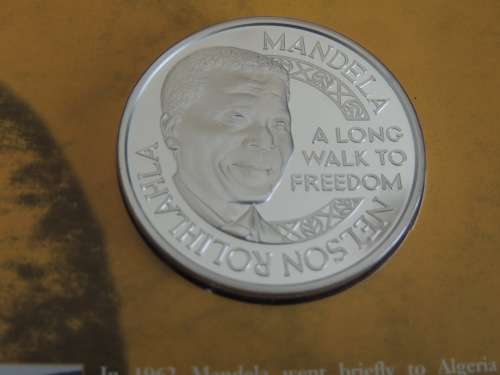 MANDELA
A LONG
WALK TO
FREEDOM
NELSON ROLIHLAHLA
In 1962 Mandela went briefly to Algeria